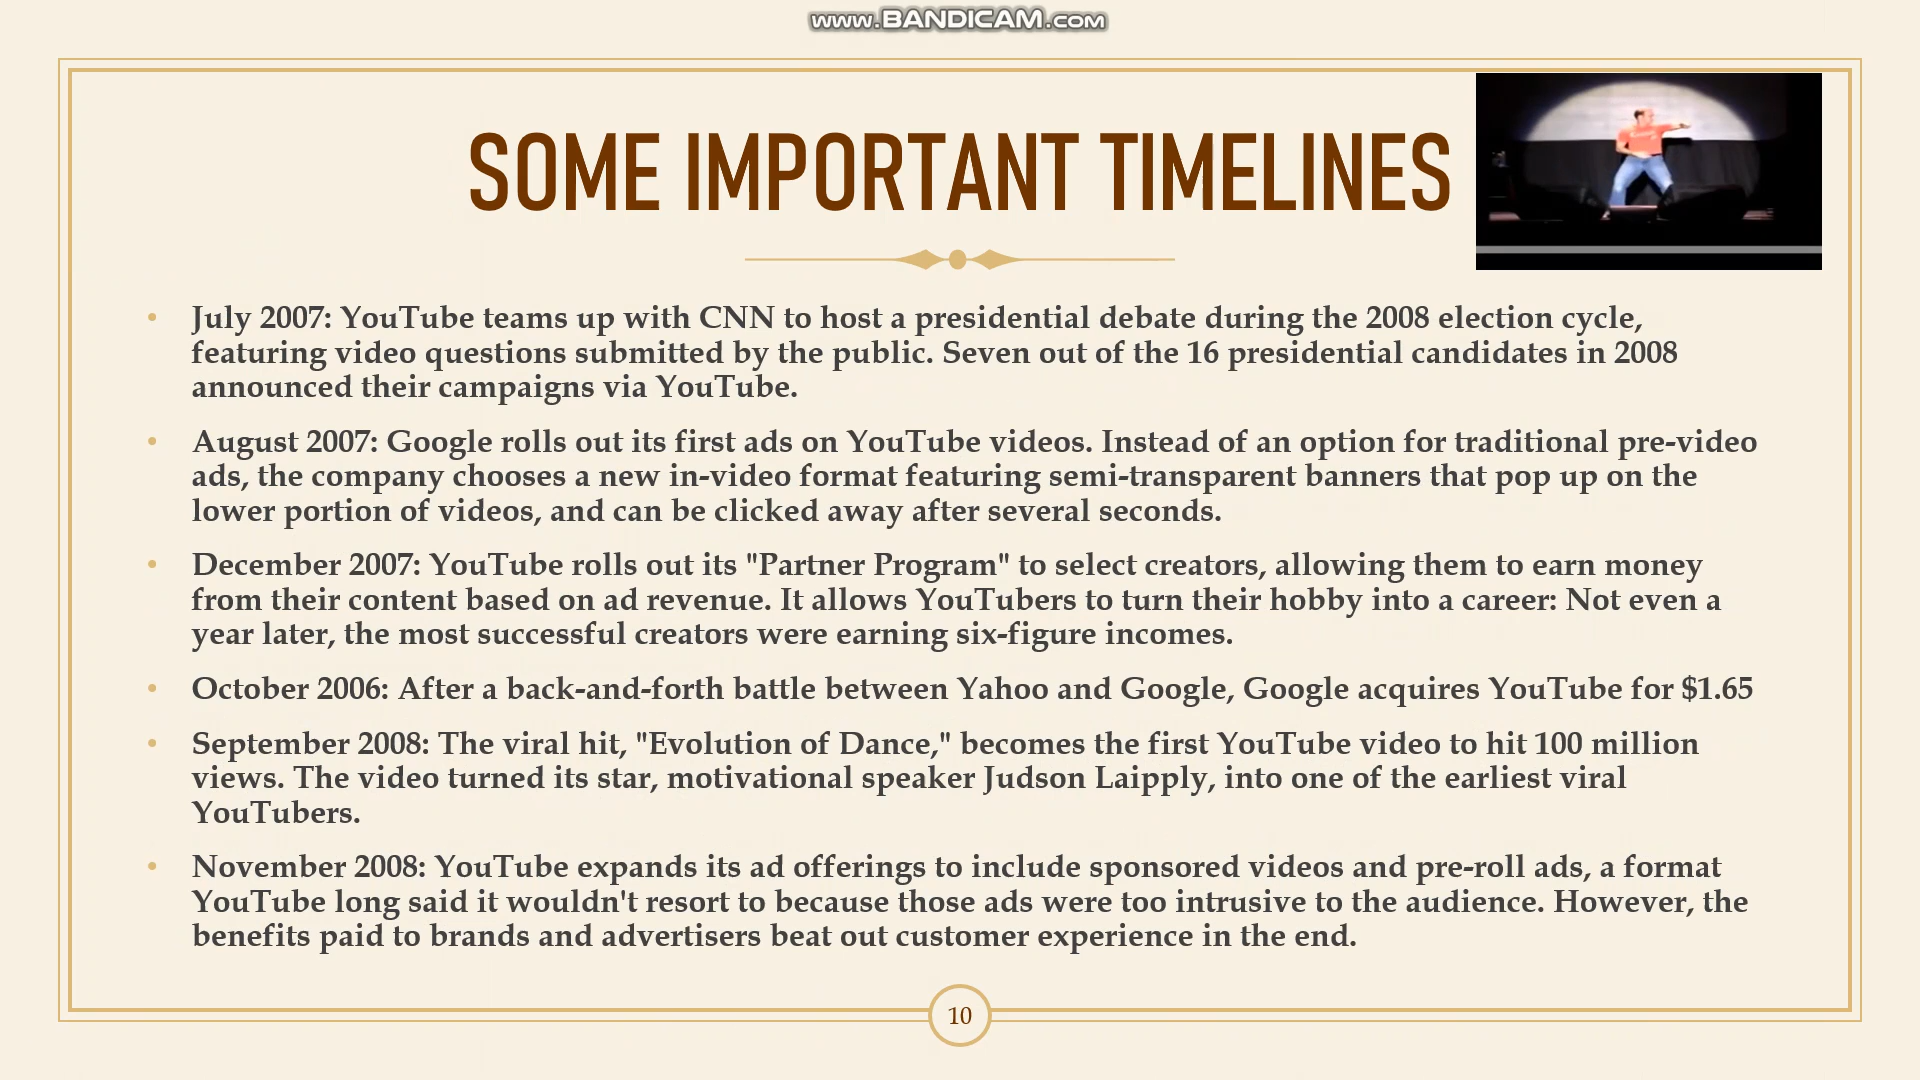 www.BANDICAM.com
SOME IMPORTANT TIMELINES
• July 2007: YouTube teams up with CNN to host a presidential debate during the 2008 election cycle,
featuring video questions submitted by the public. Seven out of the 16 presidential candidates in 2008
announced their campaigns via YouTube.
• August 2007: Google rolls out its first ads on YouTube videos. Instead of an option for traditional pre-video
ads, the company chooses a new in-video format featuring semi-transparent banners that pop up on the
lower portion of videos, and can be clicked away after several seconds.
• December 2007: YouTube rolls out its "Partner Program" to select creators, allowing them to earn money
from their content based on ad revenue. It allows YouTubers to turn their hobby into a career: Not even a
year later, the most successful creators were earning six-figure incomes.
• October 2006: After a back-and-forth battle between Yahoo and Google, Google acquires YouTube for $1.65
• September 2008: The viral hit, "Evolution of Dance," becomes the first YouTube video to hit 100 million
views. The video turned its star, motivational speaker Judson Laipply, into one of the earliest viral
YouTubers.
• November 2008: YouTube expands its ad offerings to include sponsored videos and pre-roll ads, a format
YouTube long said it wouldn't resort to because those ads were too intrusive to the audience. However, the
benefits paid to brands and advertisers beat out customer experience in the end.
10